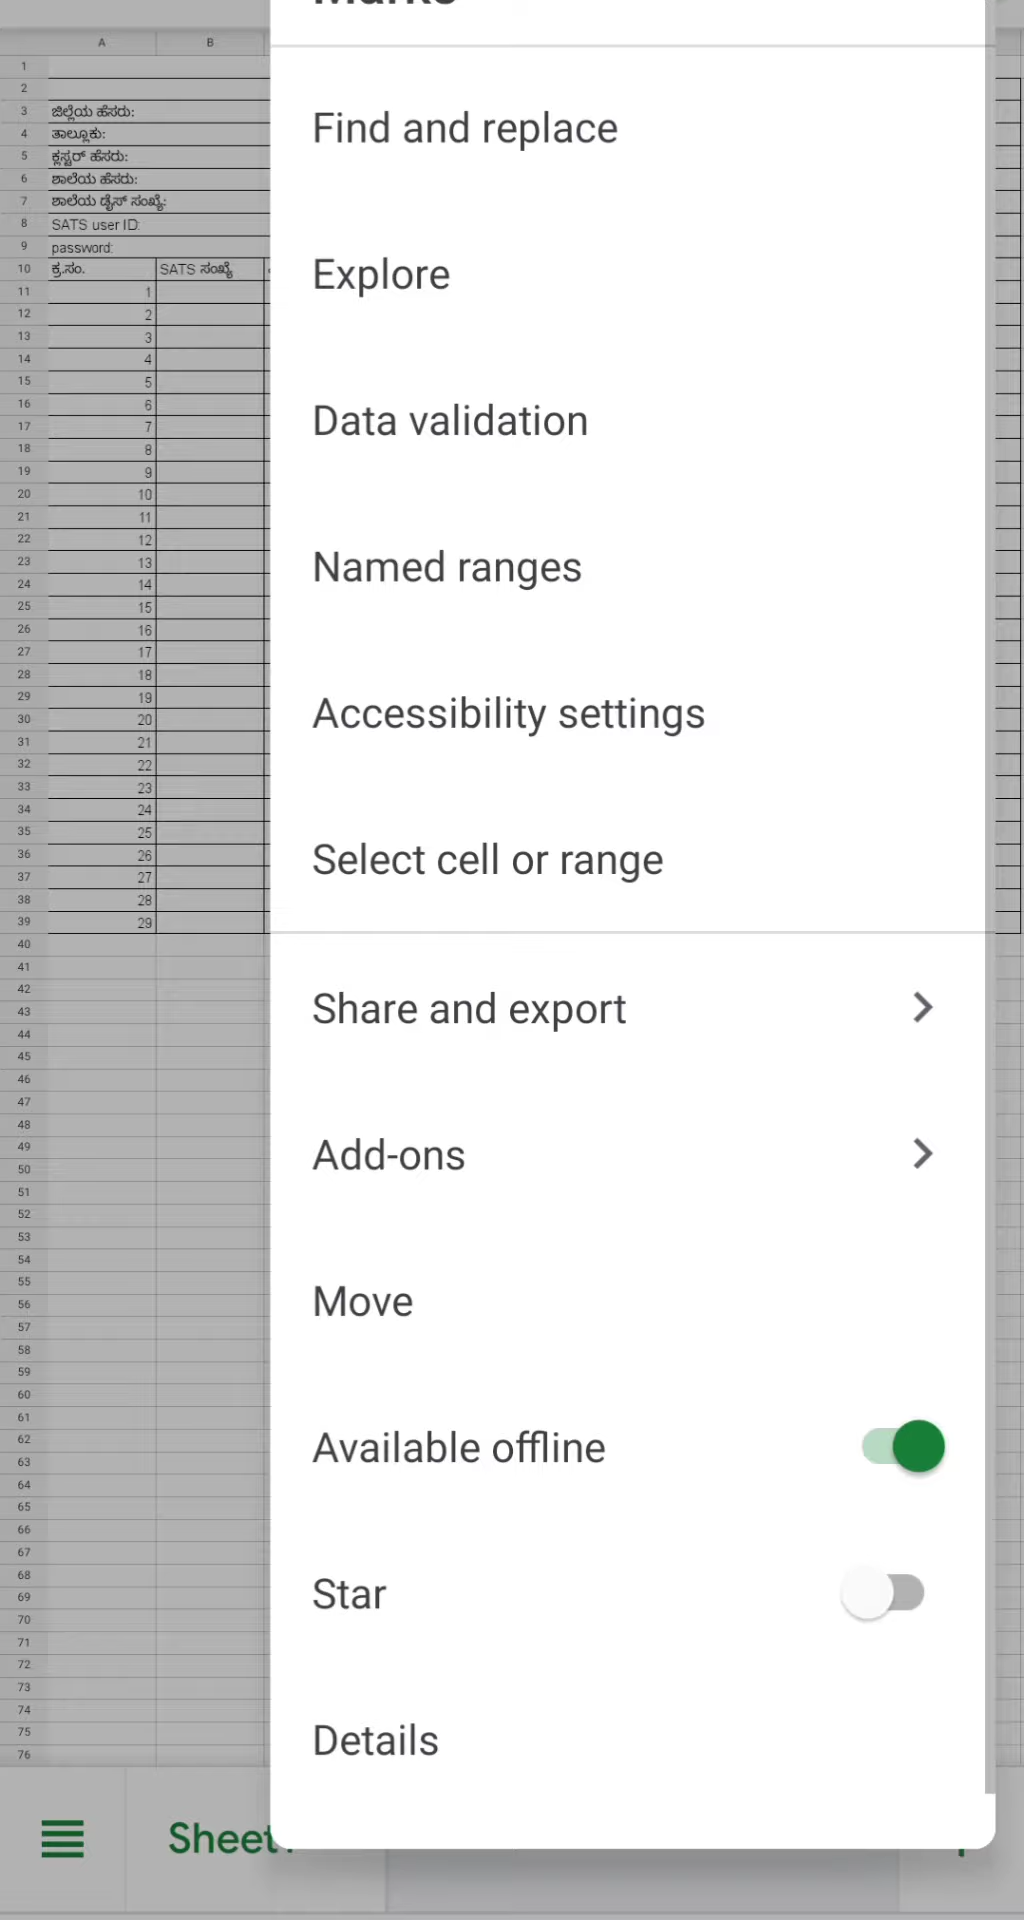 Marks
A B
1
2
3 ಜಿಲ್ಲೆಯ ಹೆಸರು:
4 ತಾಲ್ಲೂಕು:
5 ಕ್ಲಸ್ಟರ್ ಹೆಸರು:
6 ಶಾಲೆಯ ಹೆಸರು:
7 ಶಾಲೆಯ ಡೈಸ್ ಸಂಖ್ಯೆ:
8 SATS user ID:
9 password:
10 ಕ್ರ.ಸಂ. SATS ಸಂಖ್ಯೆ
11 1
12 2
13 3
14 4
15 5
16 6
17 7
18 8
19 9
20 10
21 11
22 12
23 13
24 14
25 15
26 16
27 17
28 18
29 19
30 20
31 21
32 22
33 23
34 24
35 25
36 26
37 27
38 28
39 29
40
41
42
43
44
45
46
47
48
49
50
51
52
53
54
55
56
57
58
59
60
61
62
63
64
65
66
67
68
69
70
71
72
73
74
75
76
Find and replace
Explore
Data validation
Named ranges
Accessibility settings
Select cell or range
Share and export
Add-ons
Move
Available offline
Star
Details
Sheet1